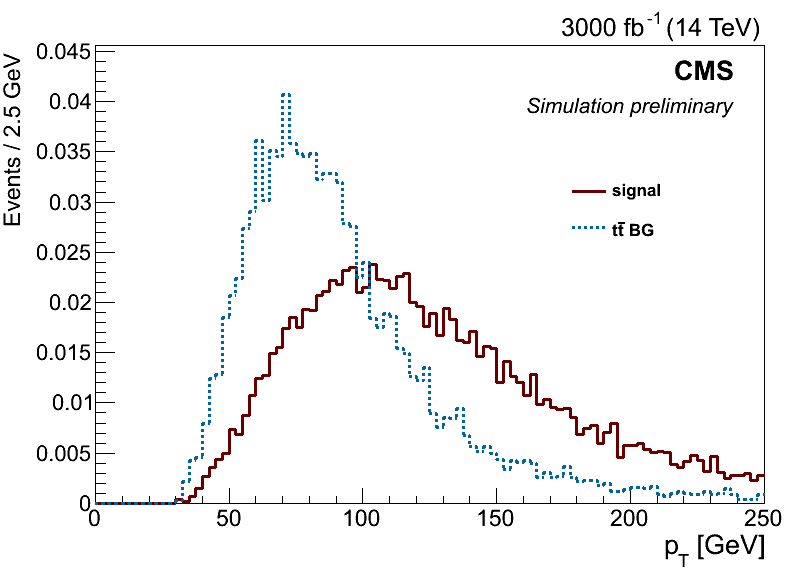 3000 fb⁻¹ (14 TeV)
CMS
Simulation preliminary
signal
tt̄ BG
Events / 2.5 GeV
0.045
0.04
0.035
0.03
0.025
0.02
0.015
0.01
0.005
0
0 50 100 150 200 250
p_T [GeV]